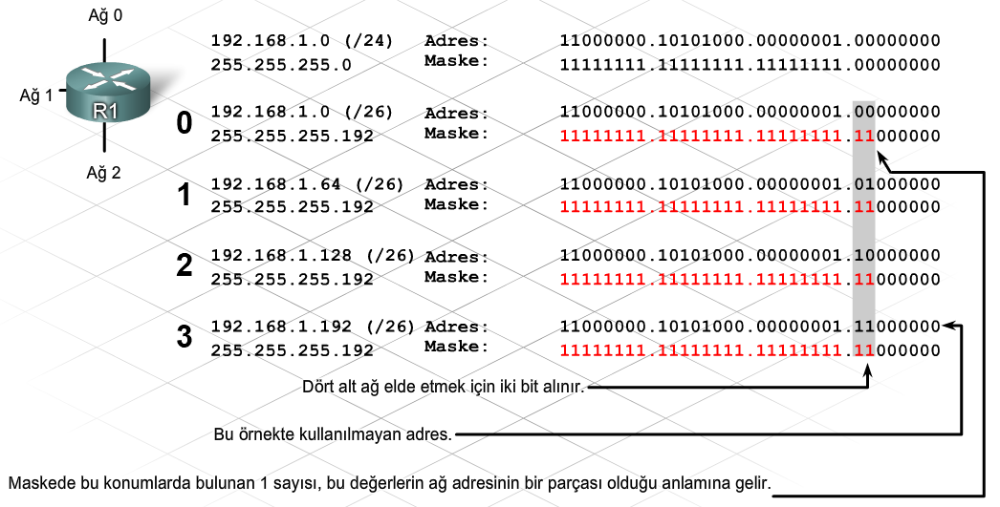 Ağ 0
Ağ 1
R1
Ağ 2
192.168.1.0 (/24) Adres: 11000000.10101000.00000001.00000000
255.255.255.0 Maske: 11111111.11111111.11111111.00000000
0
192.168.1.0 (/26) Adres: 11000000.10101000.00000001.00000000
255.255.255.192 Maske: 11111111.11111111.11111111.11000000
1
192.168.1.64 (/26) Adres: 11000000.10101000.00000001.01000000
255.255.255.192 Maske: 11111111.11111111.11111111.11000000
2
192.168.1.128 (/26) Adres: 11000000.10101000.00000001.10000000
255.255.255.192 Maske: 11111111.11111111.11111111.11000000
3
192.168.1.192 (/26) Adres: 11000000.10101000.00000001.11000000
255.255.255.192 Maske: 11111111.11111111.11111111.11000000
Dört alt ağ elde etmek için iki bit alınır.
Bu örnekte kullanılmayan adres.
Maskede bu konumlarda bulunan 1 sayısı, bu değerlerin ağ adresinin bir parçası olduğu anlamına gelir.